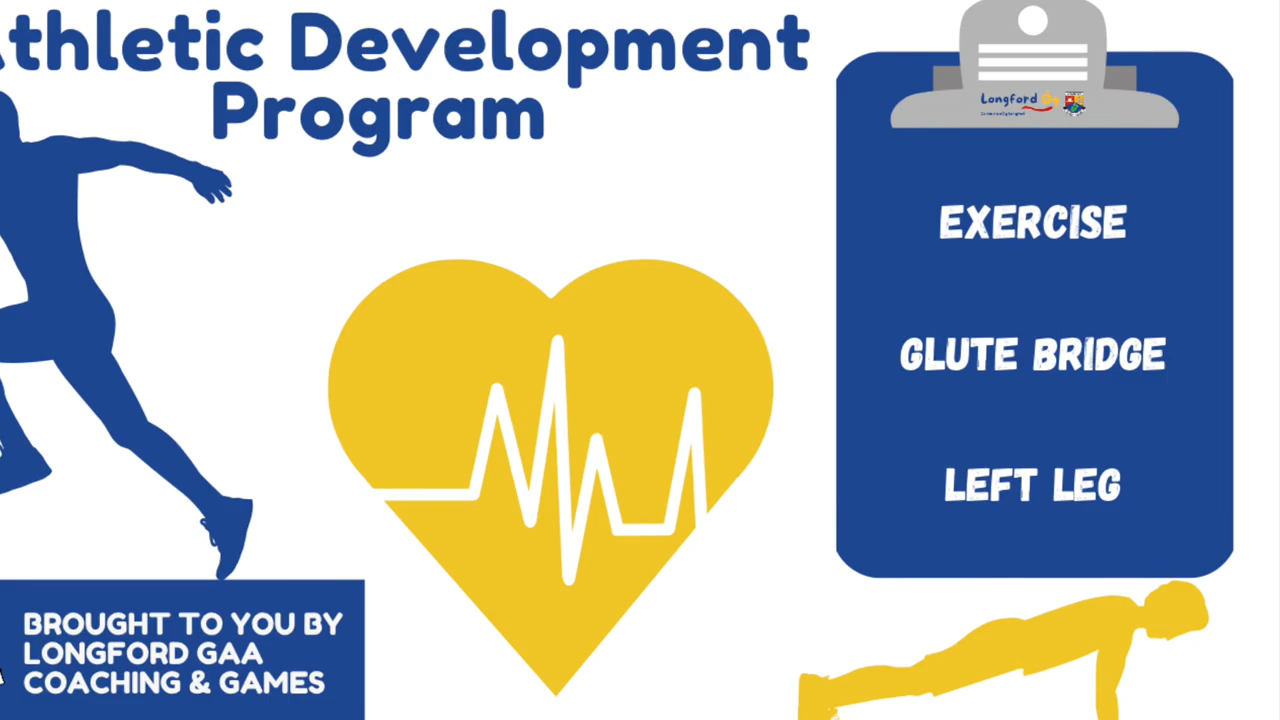 thletic Development
Program
Longford
EXERCISE
GLUTE BRIDGE
LEFT LEG
BROUGHT TO YOU BY
LONGFORD GAA
COACHING & GAMES